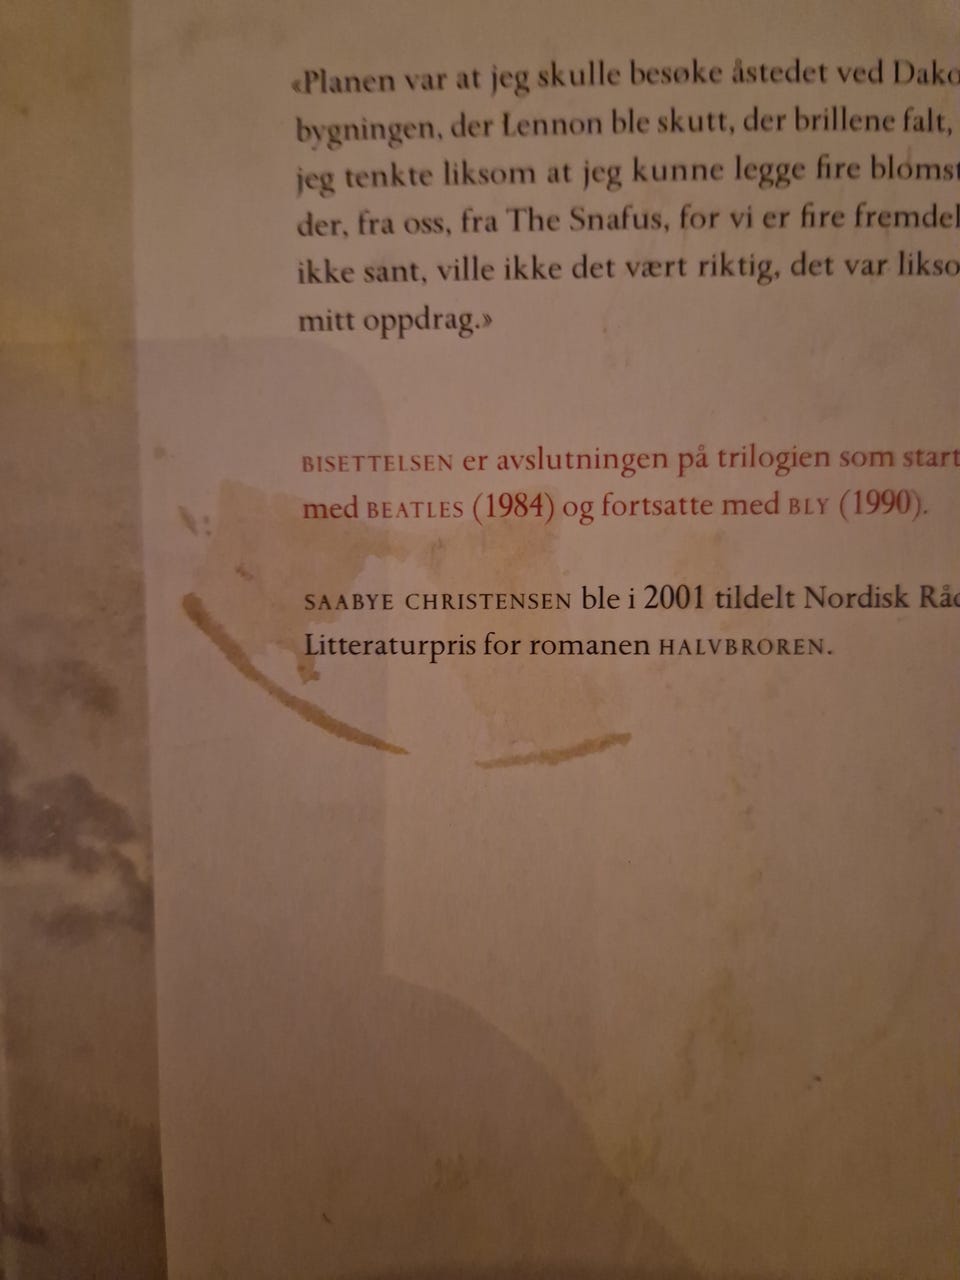 «Planen var at jeg skulle besøke åstedet ved Dako
bygningen, der Lennon ble skutt, der brillene falt,
jeg tenkte liksom at jeg kunne legge fire blomst
der, fra oss, fra The Snafus, for vi er fire fremdel
ikke sant, ville ikke det vært riktig, det var likso
mitt oppdrag.»
BISETTELSEN er avslutningen på trilogien som start
med BEATLES (1984) og fortsatte med BLY (1990).
SAABYE CHRISTENSEN ble i 2001 tildelt Nordisk Råd
Litteraturpris for romanen HALVBROREN.